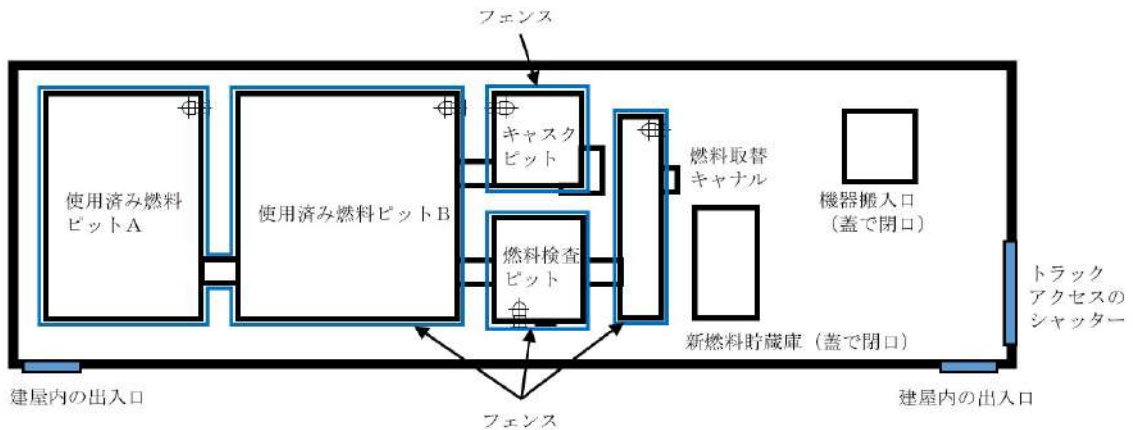 フェンス
キャスク
ピット
燃料取替
キャナル
使用済み燃料
ピットA
使用済み燃料ピットB
機器搬入口
（蓋で閉口）
燃料検査
ピット
トラック
アクセスの
シャッター
新燃料貯蔵庫（蓋で閉口）
建屋内の出入口
フェンス
建屋内の出入口